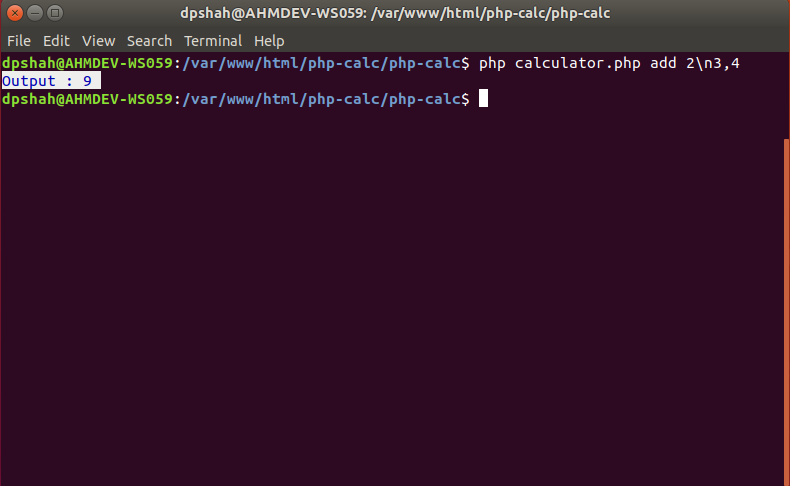 dpshah@AHMDEV-WS059: /var/www/html/php-calc/php-calc
File Edit View Search Terminal Help
dpshah@AHMDEV-WS059:/var/www/html/php-calc/php-calc$ php calculator.php add 2\n3,4
Output : 9
dpshah@AHMDEV-WS059:/var/www/html/php-calc/php-calc$